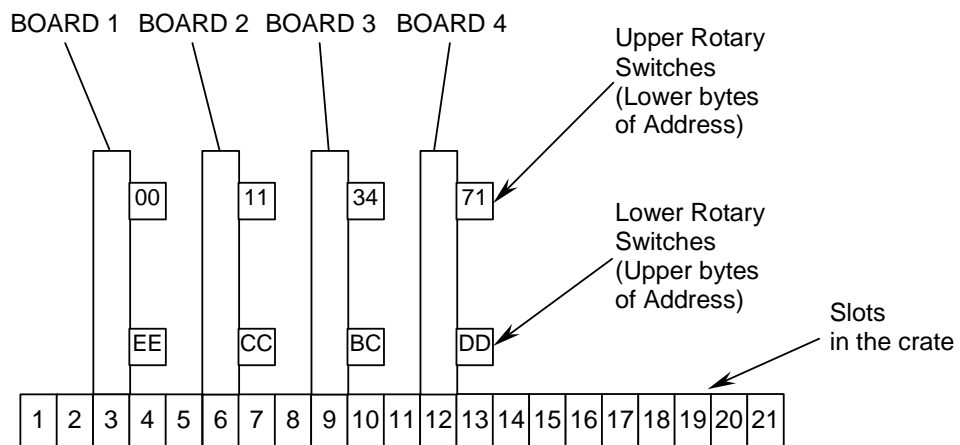 BOARD 1 BOARD 2 BOARD 3 BOARD 4
Upper Rotary
Switches
(Lower bytes
of Address)
00 11 34 71
Lower Rotary
Switches
(Upper bytes
of Address)
EE CC BC DD
Slots
in the crate
1 2 3 4 5 6 7 8 9 10 11 12 13 14 15 16 17 18 19 20 21